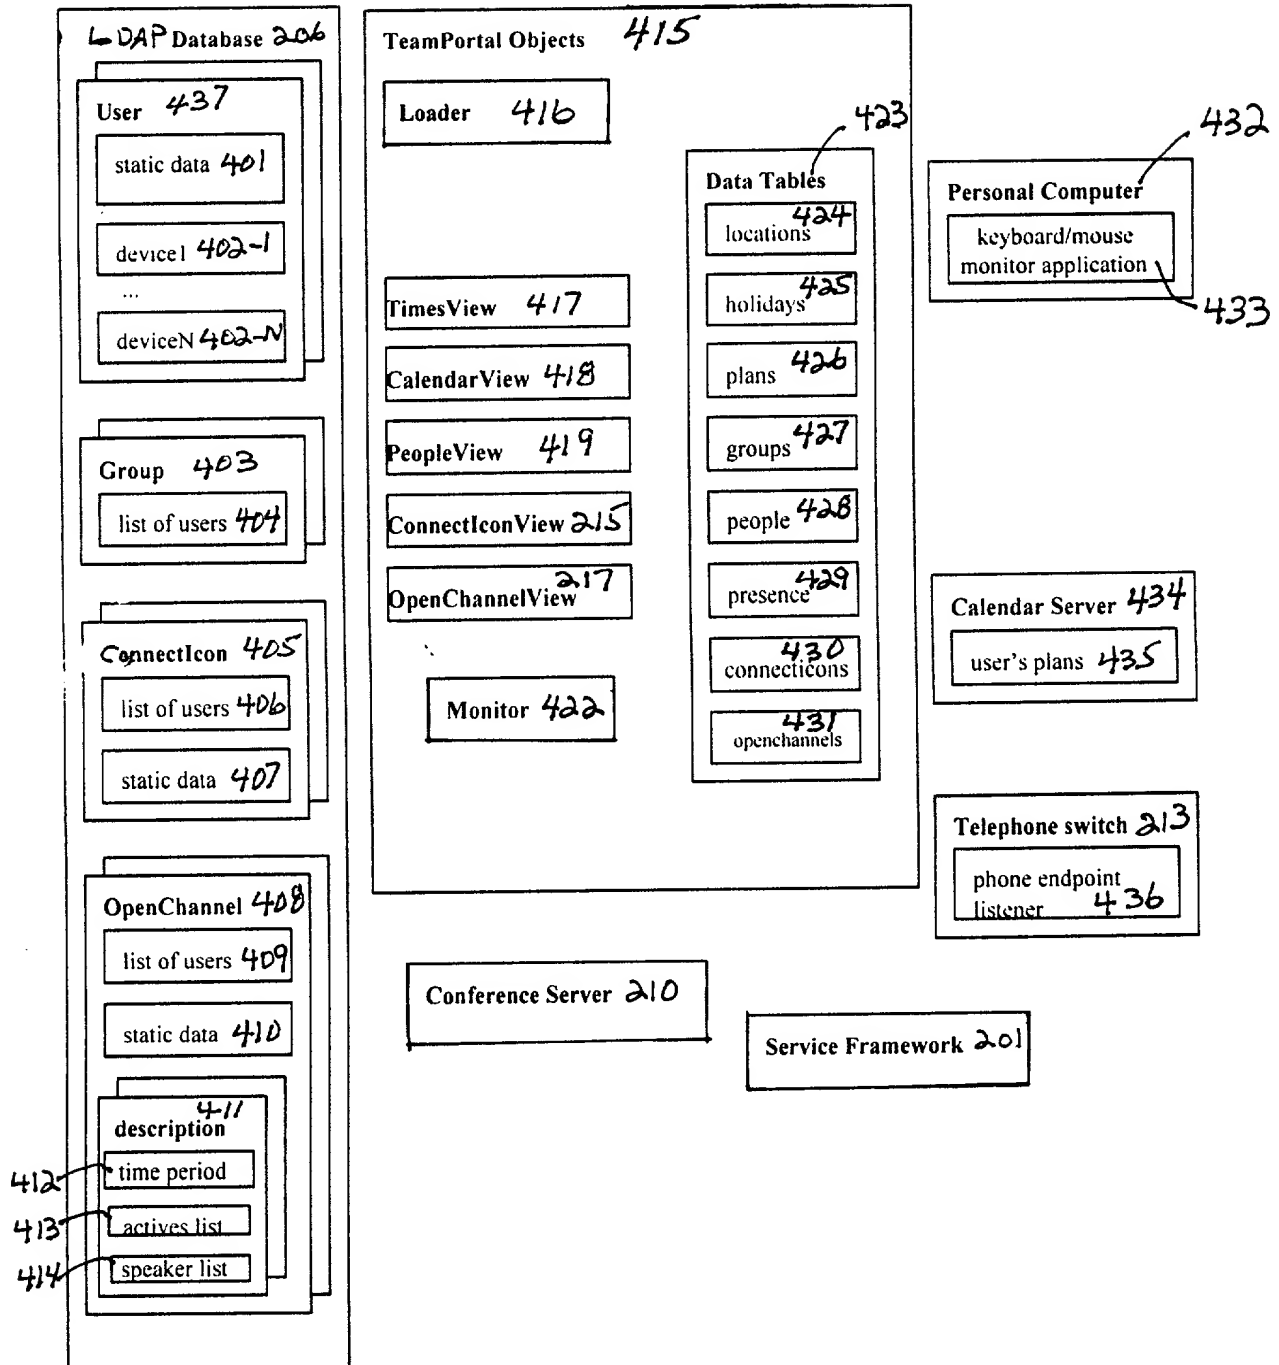 LDAP Database 206
User 437
static data 401
device1 402-1
...
deviceN 402-N
Group 403
list of users 404
ConnectIcon 405
list of users 406
static data 407
OpenChannel 408
list of users 409
static data 410
411
description
412 time period
413 actives list
414 speaker list
TeamPortal Objects 415
Loader 416
TimesView 417
CalendarView 418
PeopleView 419
ConnectIconView 215
OpenChannelView 217
Monitor 422
423
Data Tables
locations 424
holidays 425
plans 426
groups 427
people 428
presence 429
430
connecticons
431
openchannels
432
Personal Computer
keyboard/mouse
monitor application
433
Calendar Server 434
user's plans 435
Telephone switch 213
phone endpoint
listener 436
Conference Server 210
Service Framework 201